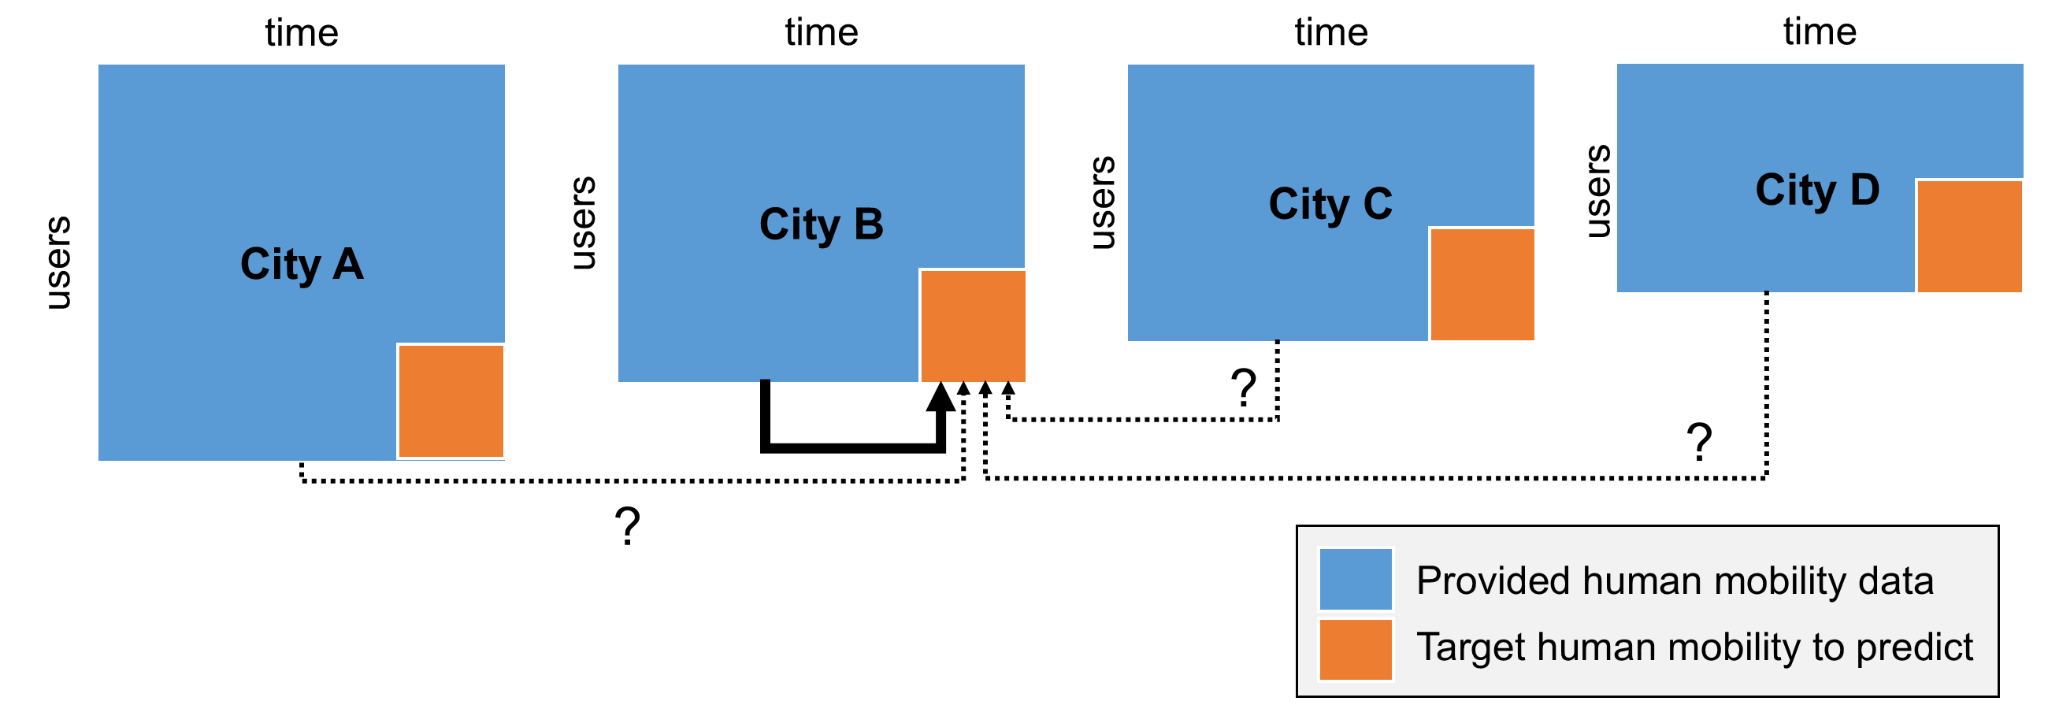 time
time
time
time
users
City A
users
City B
users
City C
users
City D
?
?
?
Provided human mobility data
Target human mobility to predict